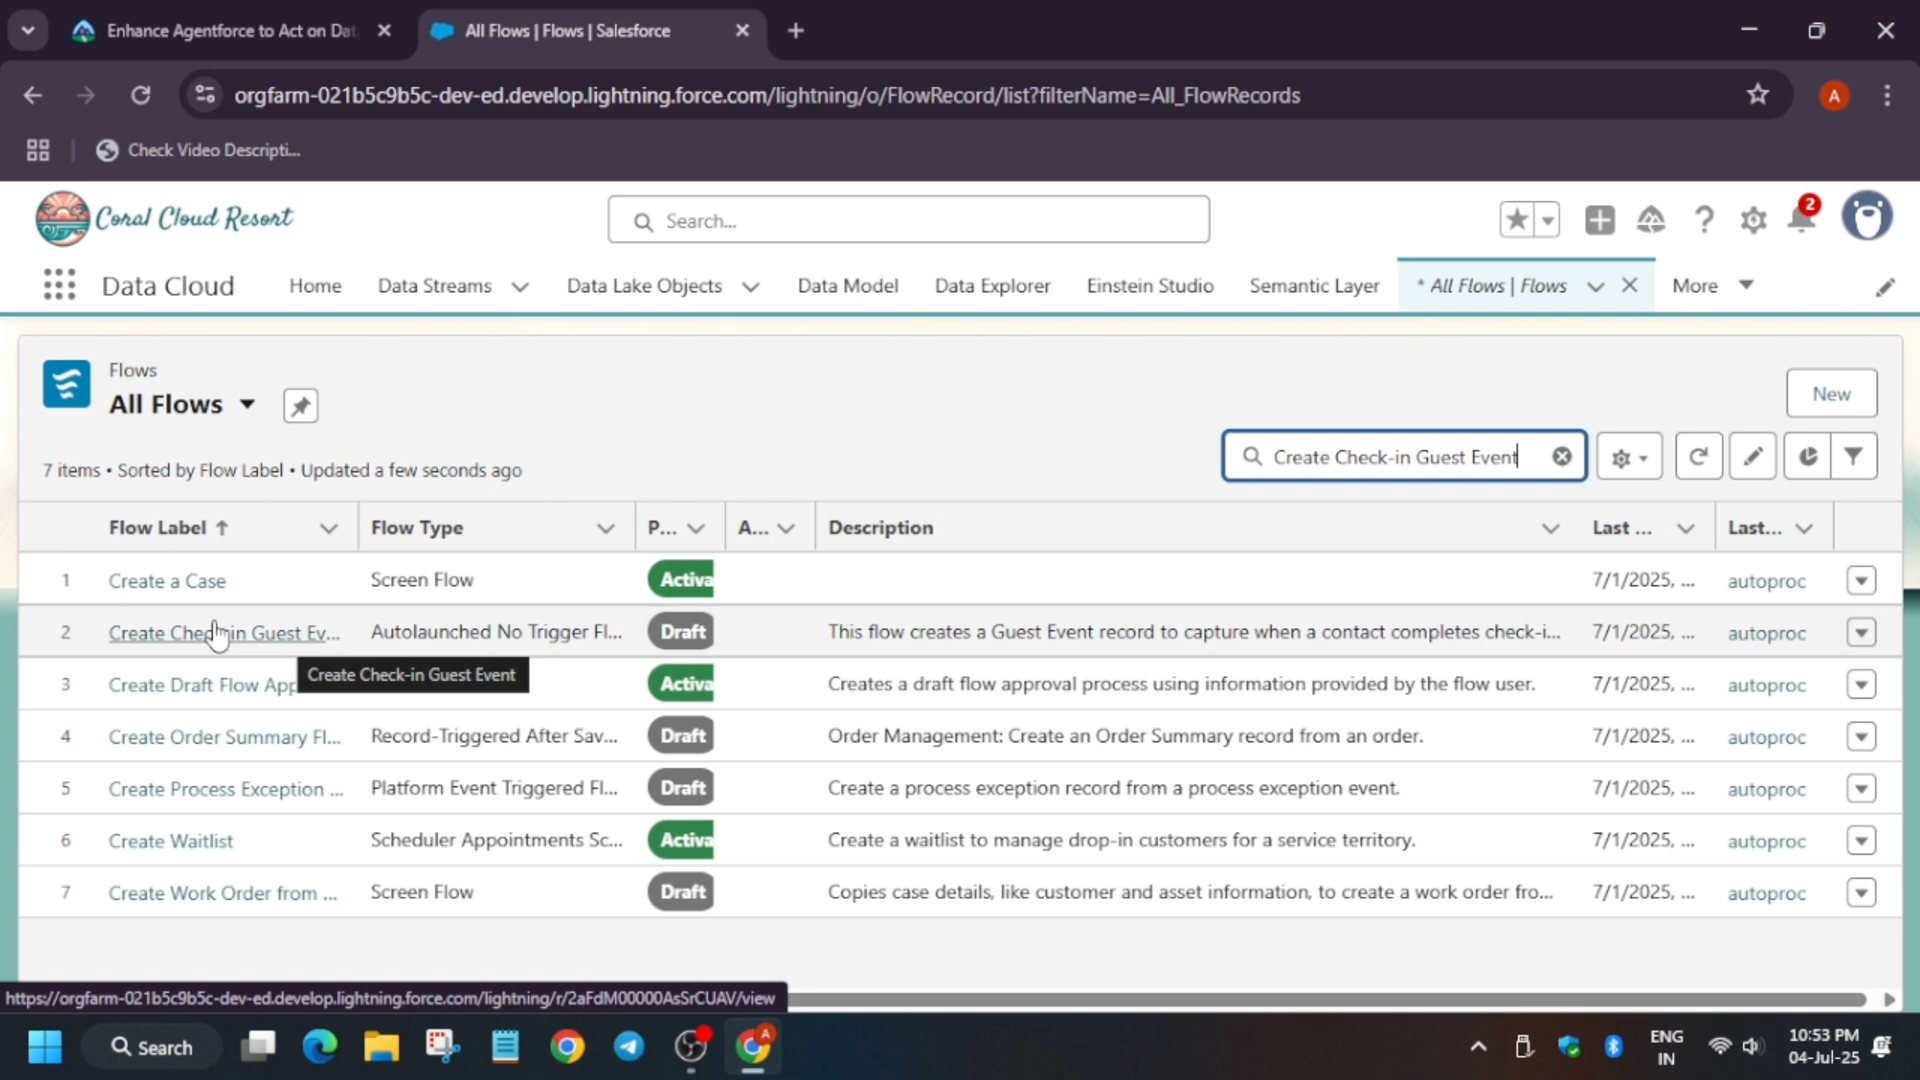 Enhance Agentforce to Act on Dat
All Flows | Flows | Salesforce
orgfarm-021b5c9b5c-dev-ed.develop.lightning.force.com/lightning/o/FlowRecord/list?filterName=All_FlowRecords
A
Check Video Descripti...
Coral Cloud Resort
Search...
2
Data Cloud
Home
Data Streams
Data Lake Objects
Data Model
Data Explorer
Einstein Studio
Semantic Layer
* All Flows | Flows
More
Flows
All Flows
New
7 items • Sorted by Flow Label • Updated a few seconds ago
Create Check-in Guest Event
Flow Label ↑ Flow Type P... A... Description Last ... Last...
1 Create a Case Screen Flow Activa 7/1/2025, ... autoproc
2 Create Check-in Guest Ev... Autolaunched No Trigger Fl... Draft This flow creates a Guest Event record to capture when a contact completes check-i... 7/1/2025, ... autoproc
Create Check-in Guest Event
3 Create Draft Flow App Activa Creates a draft flow approval process using information provided by the flow user. 7/1/2025, ... autoproc
4 Create Order Summary Fl... Record-Triggered After Sav... Draft Order Management: Create an Order Summary record from an order. 7/1/2025, ... autoproc
5 Create Process Exception ... Platform Event Triggered Fl... Draft Create a process exception record from a process exception event. 7/1/2025, ... autoproc
6 Create Waitlist Scheduler Appointments Sc... Activa Create a waitlist to manage drop-in customers for a service territory. 7/1/2025, ... autoproc
7 Create Work Order from ... Screen Flow Draft Copies case details, like customer and asset information, to create a work order fro... 7/1/2025, ... autoproc
https://orgfarm-021b5c9b5c-dev-ed.develop.lightning.force.com/lightning/r/2aFdM00000AsSrCUAV/view
Search
A
ENG
IN
10:53 PM
04-Jul-25